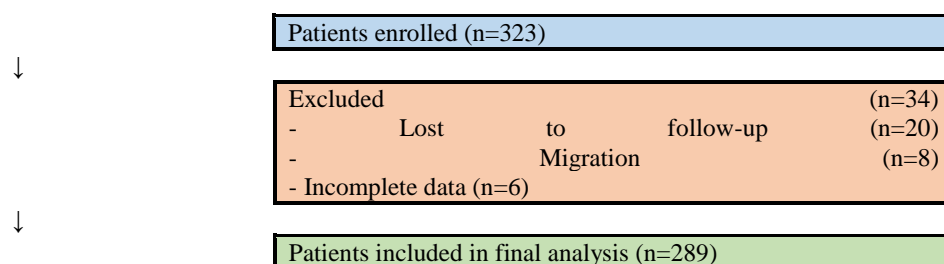 Patients enrolled (n=323)
↓
Excluded (n=34)
- Lost to follow-up (n=20)
- Migration (n=8)
- Incomplete data (n=6)
↓
Patients included in final analysis (n=289)